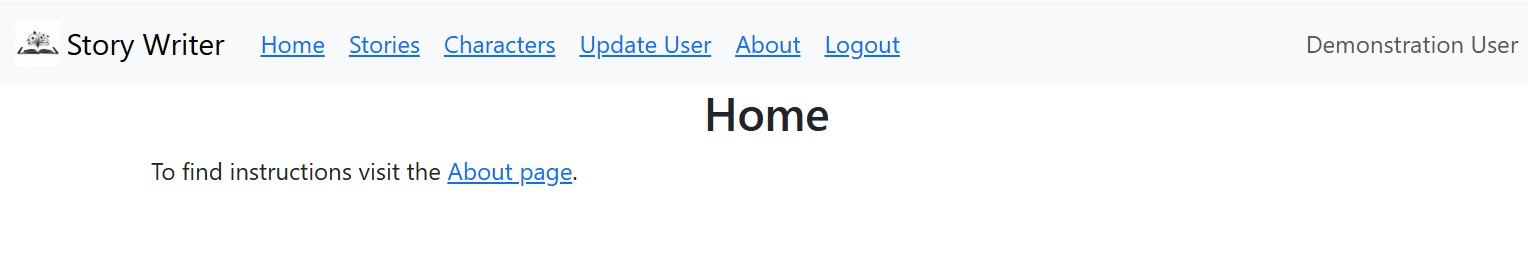 Story Writer Home Stories Characters Update User About Logout Demonstration User
Home
To find instructions visit the About page.